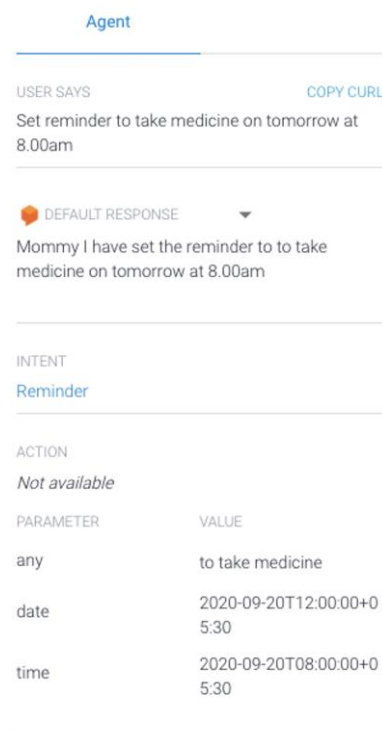 Agent
USER SAYS COPY CURL
Set reminder to take medicine on tomorrow at
8.00am
DEFAULT RESPONSE
Mommy I have set the reminder to to take
medicine on tomorrow at 8.00am
INTENT
Reminder
ACTION
Not available
PARAMETER VALUE
any to take medicine
date 2020-09-20T12:00:00+0
5:30
time 2020-09-20T08:00:00+0
5:30